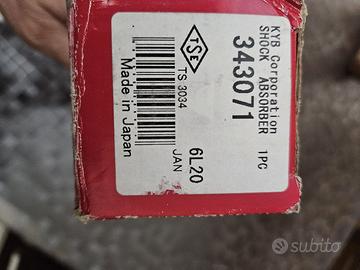 KYB Corporation
SHOCK ABSORBER 1PC
343071
TSE
TS 3034
6L20
JAN
Made in Japan
subito